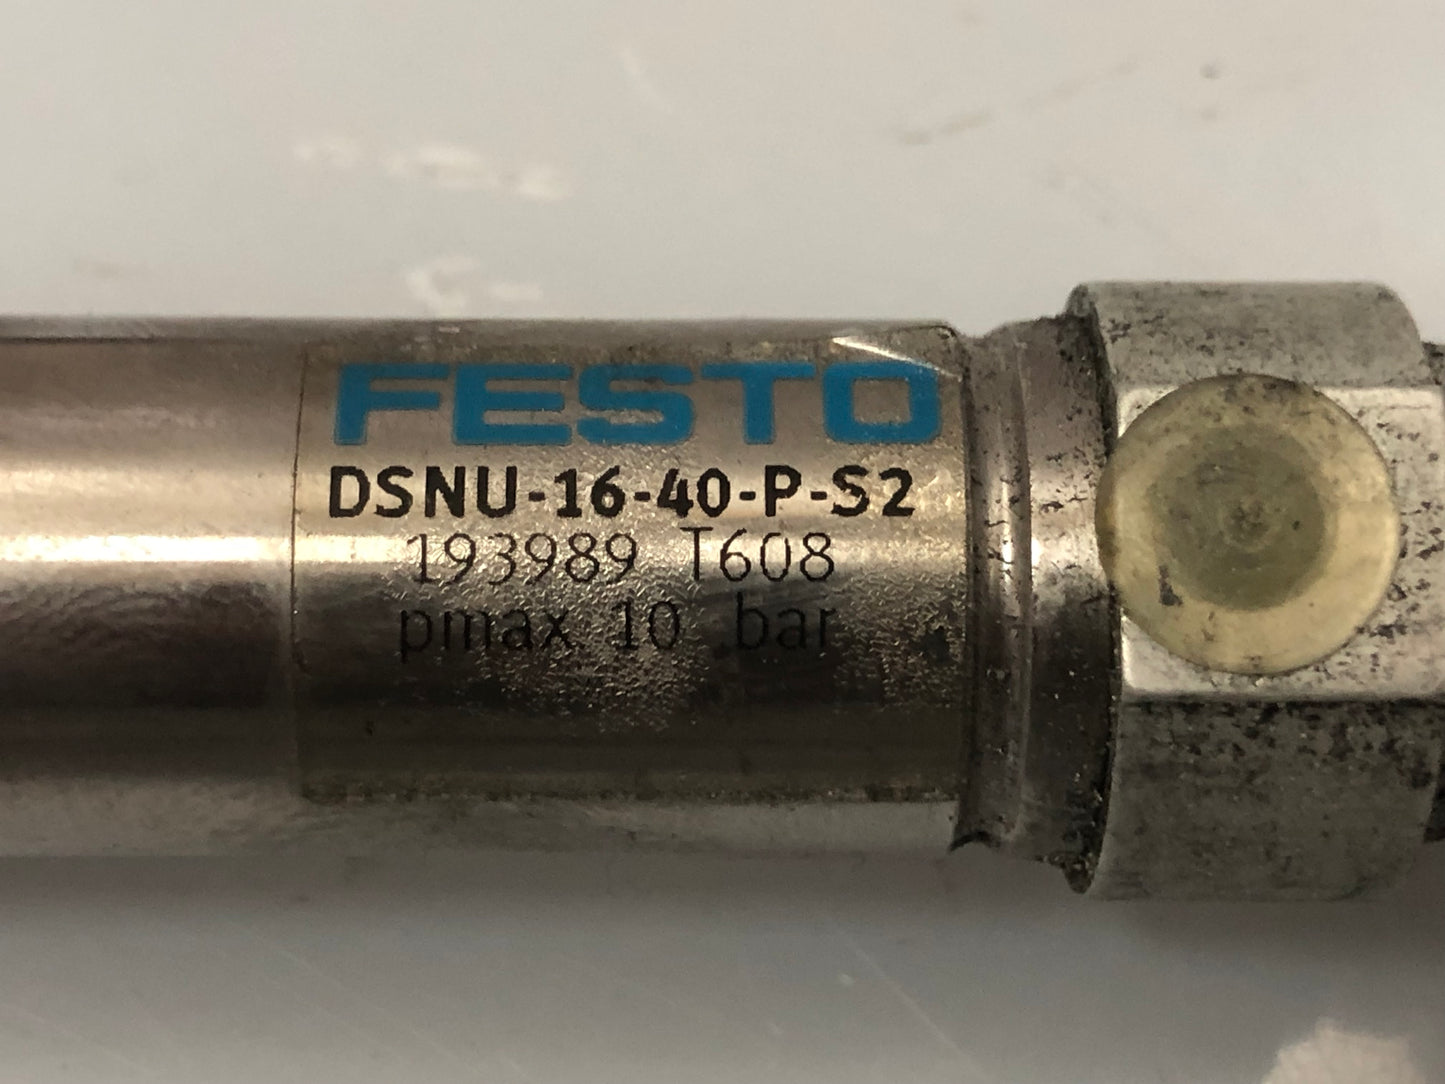 FESTO
DSNU-16-40-P-S2
193989 T608
pmax 10 bar